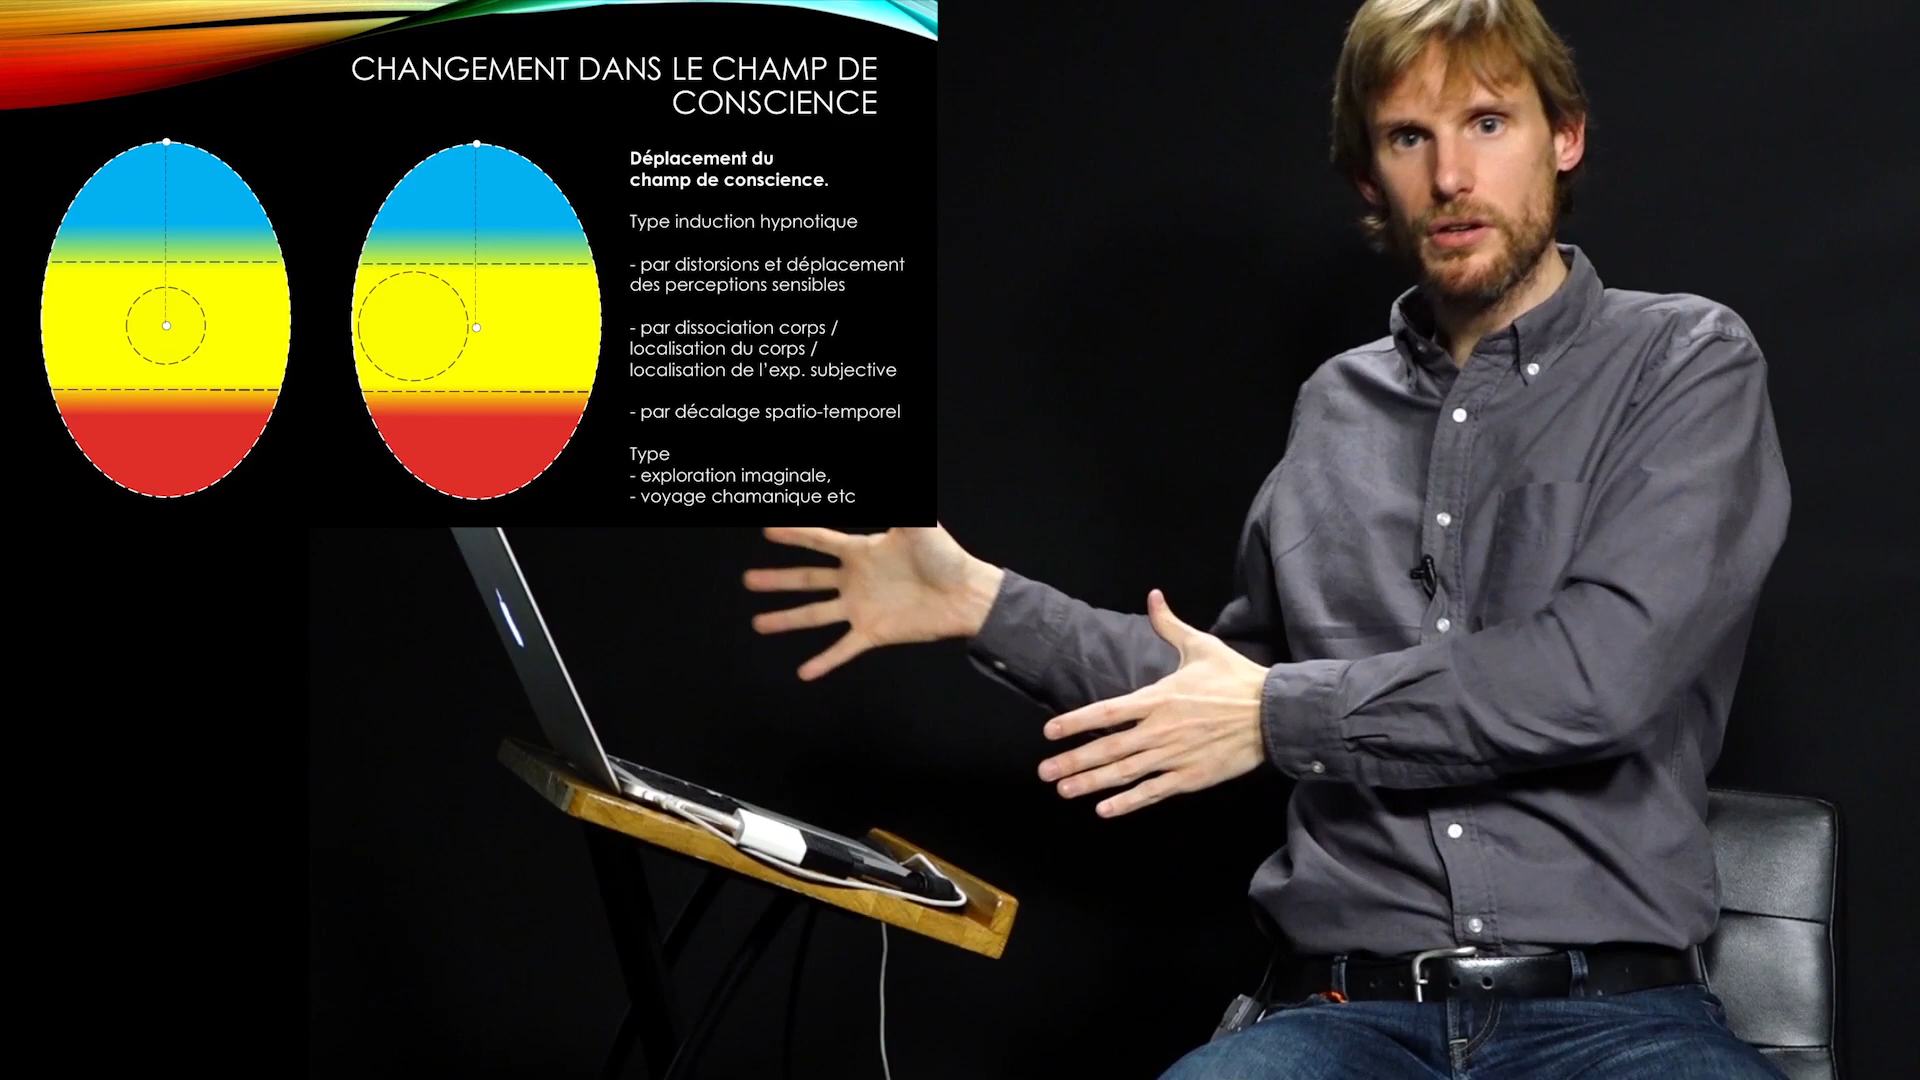 CHANGEMENT DANS LE CHAMP DE
CONSCIENCE
Déplacement du
champ de conscience.
Type induction hypnotique
- par distorsions et déplacement
des perceptions sensibles
- par dissociation corps /
localisation du corps /
localisation de l'exp. subjective
- par décalage spatio-temporel
Type
- exploration imaginale,
- voyage chamanique etc